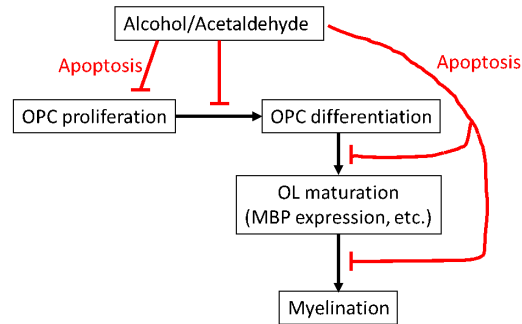 Alcohol/Acetaldehyde
Apoptosis
Apoptosis
OPC proliferation
OPC differentiation
OL maturation
(MBP expression, etc.)
Myelination